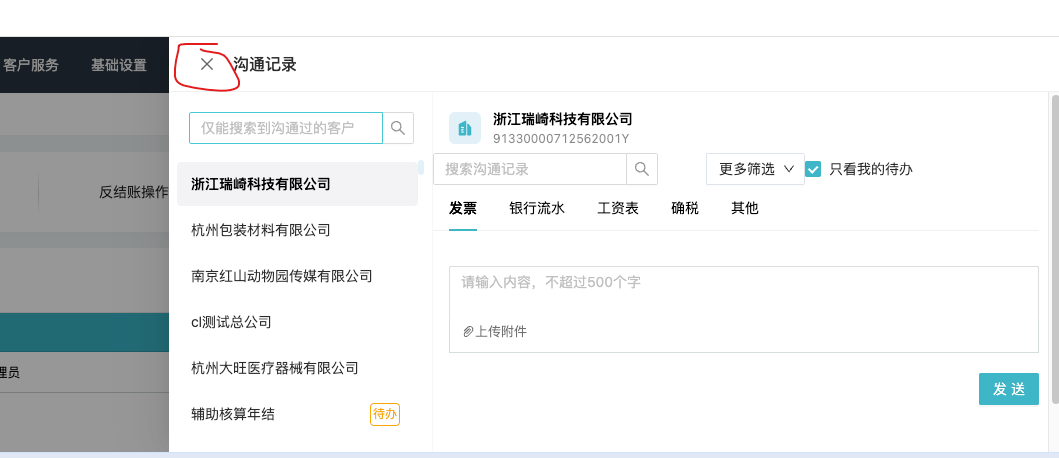 客户服务 基础设置
沟通记录
仅能搜索到沟通过的客户
浙江瑞崎科技有限公司
杭州包装材料有限公司
南京红山动物园传媒有限公司
cl测试总公司
杭州大旺医疗器械有限公司
辅助核算年结 待办
反结账操作
理员
浙江瑞崎科技有限公司
91330000712562001Y
搜索沟通记录 更多筛选 只看我的待办
发票 银行流水 工资表 确税 其他
请输入内容，不超过500个字
上传附件
发送